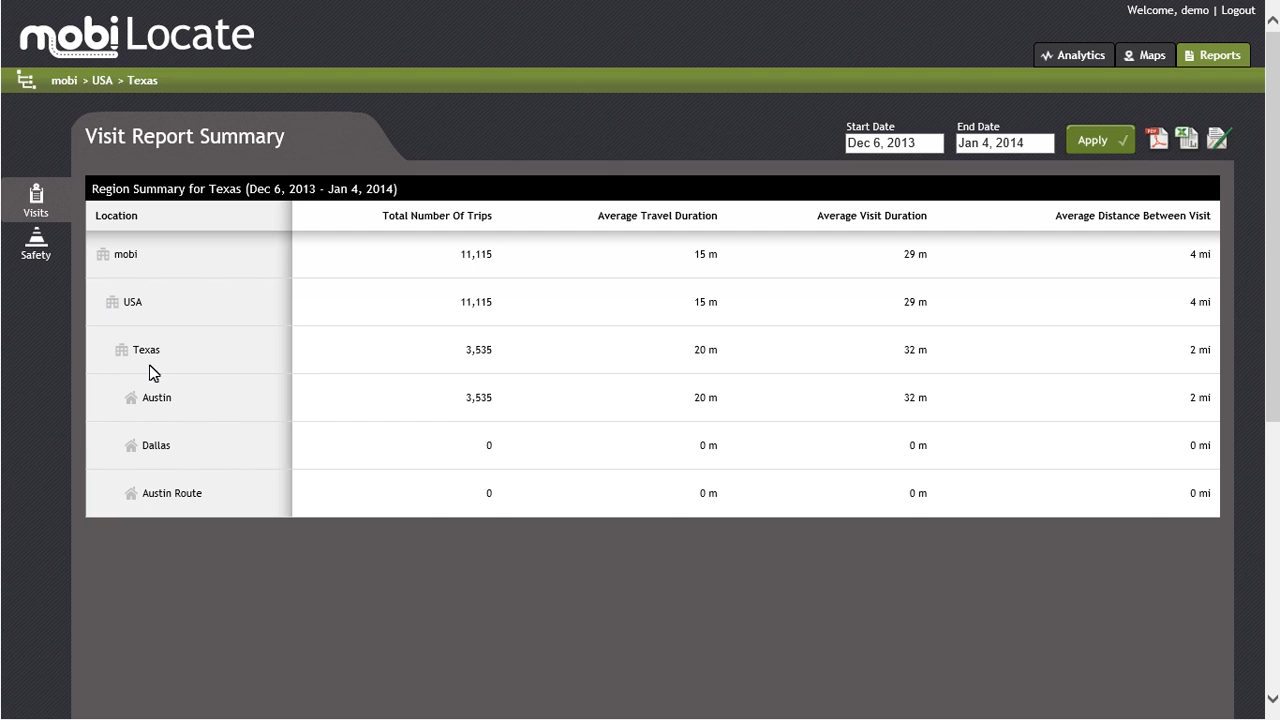 Welcome, demo | Logout
mobiLocate
Analytics Maps Reports
mobi > USA > Texas
Visit Report Summary
Start Date End Date
Dec 6, 2013 Jan 4, 2014 Apply
Visits
Safety
Region Summary for Texas (Dec 6, 2013 - Jan 4, 2014)
Location Total Number Of Trips Average Travel Duration Average Visit Duration Average Distance Between Visit
mobi 11,115 15 m 29 m 4 mi
USA 11,115 15 m 29 m 4 mi
Texas 3,535 20 m 32 m 2 mi
Austin 3,535 20 m 32 m 2 mi
Dallas 0 0 m 0 m 0 mi
Austin Route 0 0 m 0 m 0 mi